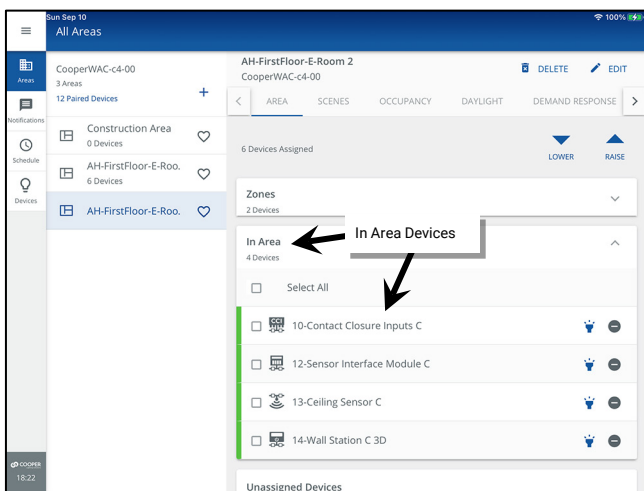 Sun Sep 10
100%
All Areas
Areas
Notifications
Schedule
Devices
COOPER
18:22
CooperWAC-c4-00
3 Areas
12 Paired Devices
+
Construction Area
0 Devices
AH-FirstFloor-E-Roo.
6 Devices
AH-FirstFloor-E-Roo.
AH-FirstFloor-E-Room 2
CooperWAC-c4-00
DELETE
EDIT
AREA SCENES OCCUPANCY DAYLIGHT DEMAND RESPONSE
6 Devices Assigned
LOWER
RAISE
Zones
2 Devices
In Area Devices
In Area
4 Devices
Select All
CCI
10-Contact Closure Inputs C
12-Sensor Interface Module C
13-Ceiling Sensor C
14-Wall Station C 3D
Unassigned Devices